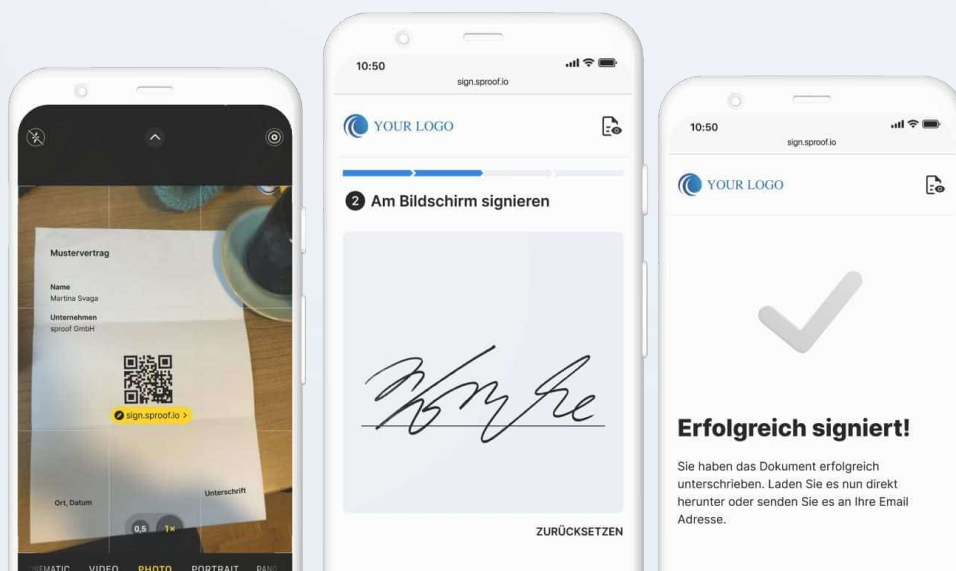 Mustervertrag
Name
Martina Svaga
Unternehmen
sproof GmbH
sign.sproof.io >
Ort, Datum
Unterschrift
0,5 1×
VIDEO PHOTO PORTRAIT
10:50
sign.sproof.io
YOUR LOGO
2 Am Bildschirm signieren
ZURÜCKSETZEN
10:50
sign.sproof.io
YOUR LOGO
Erfolgreich signiert!
Sie haben das Dokument erfolgreich
unterschrieben. Laden Sie es nun direkt
herunter oder senden Sie es an Ihre Email
Adresse.